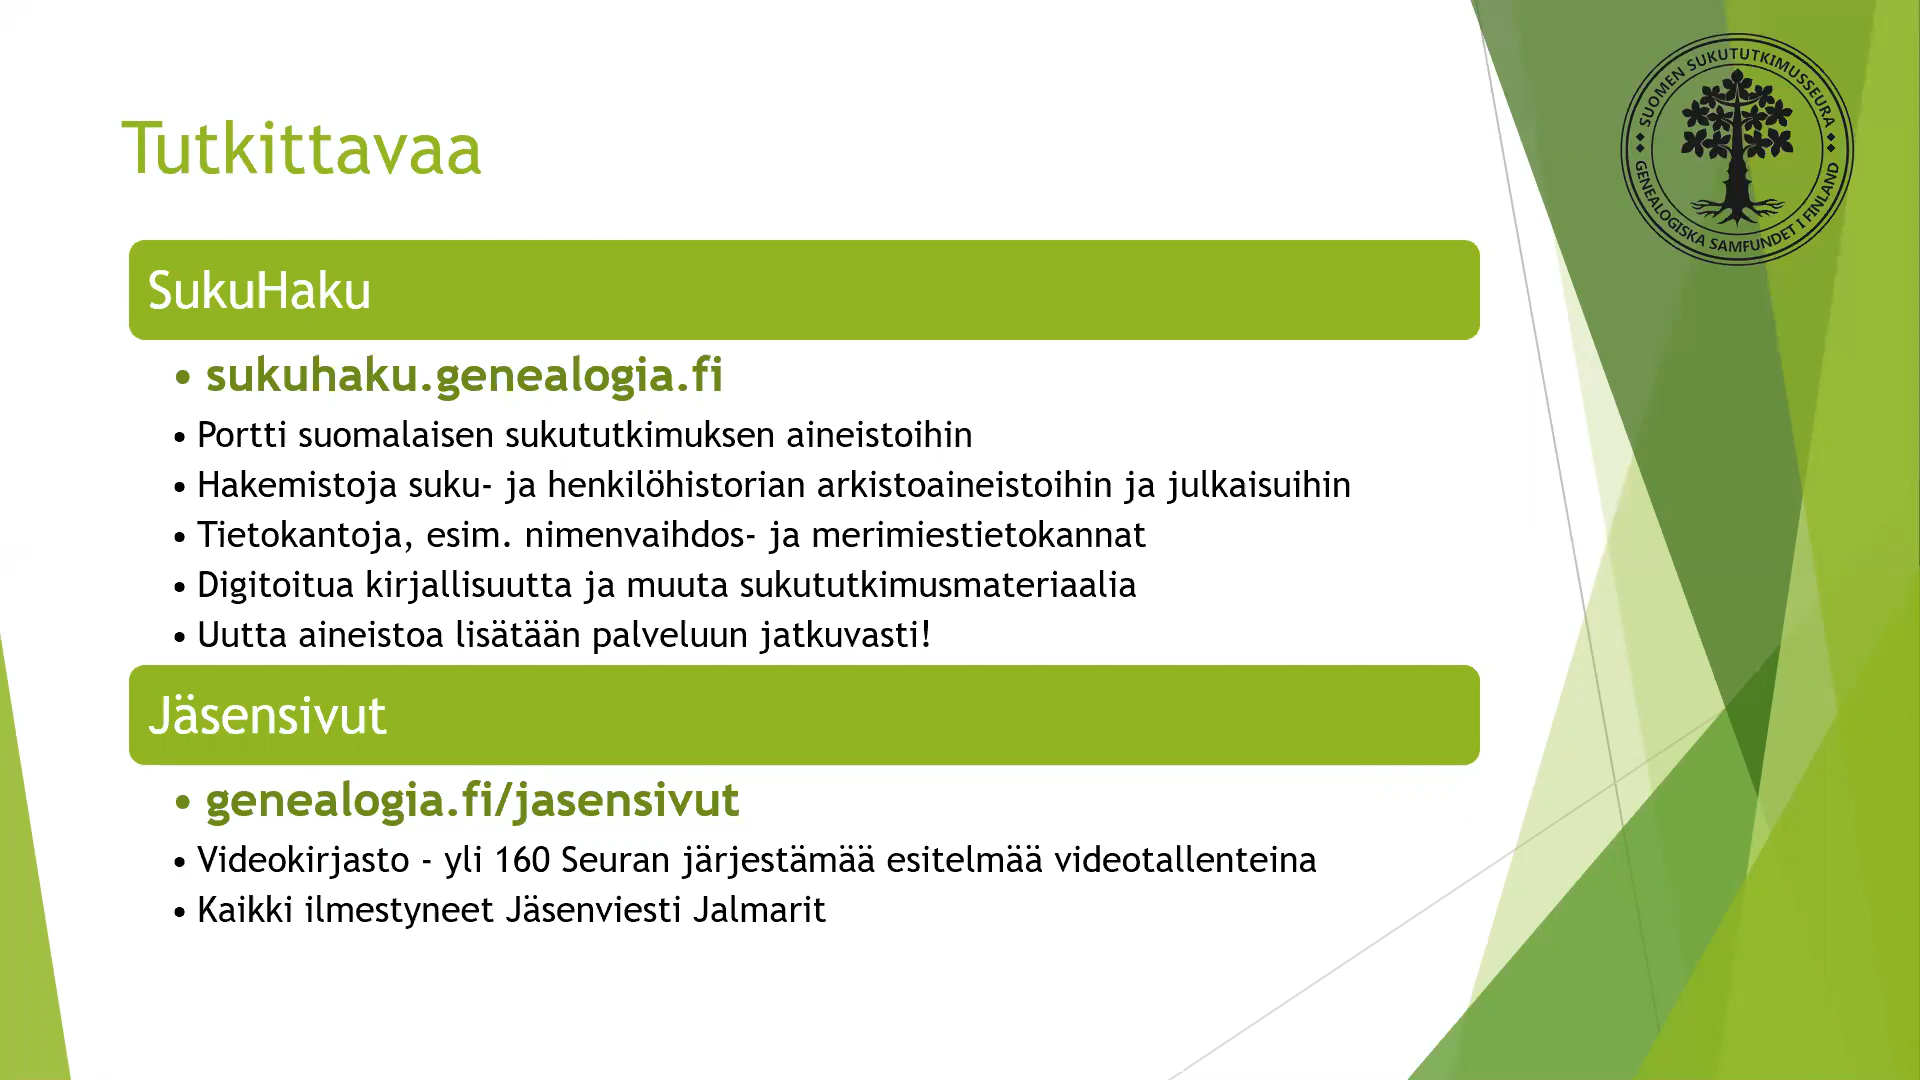 Tutkittavaa
SUOMEN SUKUTUTKIMUSSEURA
GENEALOGISKA SAMFUNDET I FINLAND
SukuHaku
• sukuhaku.genealogia.fi
• Portti suomalaisen sukututkimuksen aineistoihin
• Hakemistoja suku- ja henkilöhistorian arkistoaineistoihin ja julkaisuihin
• Tietokantoja, esim. nimenvaihdos- ja merimiestietokannat
• Digitoitua kirjallisuutta ja muuta sukututkimusmateriaalia
• Uutta aineistoa lisätään palveluun jatkuvasti!
Jäsensivut
• genealogia.fi/jasensivut
• Videokirjasto - yli 160 Seuran järjestämää esitelmää videotallenteina
• Kaikki ilmestyneet Jäsenviesti Jalmarit